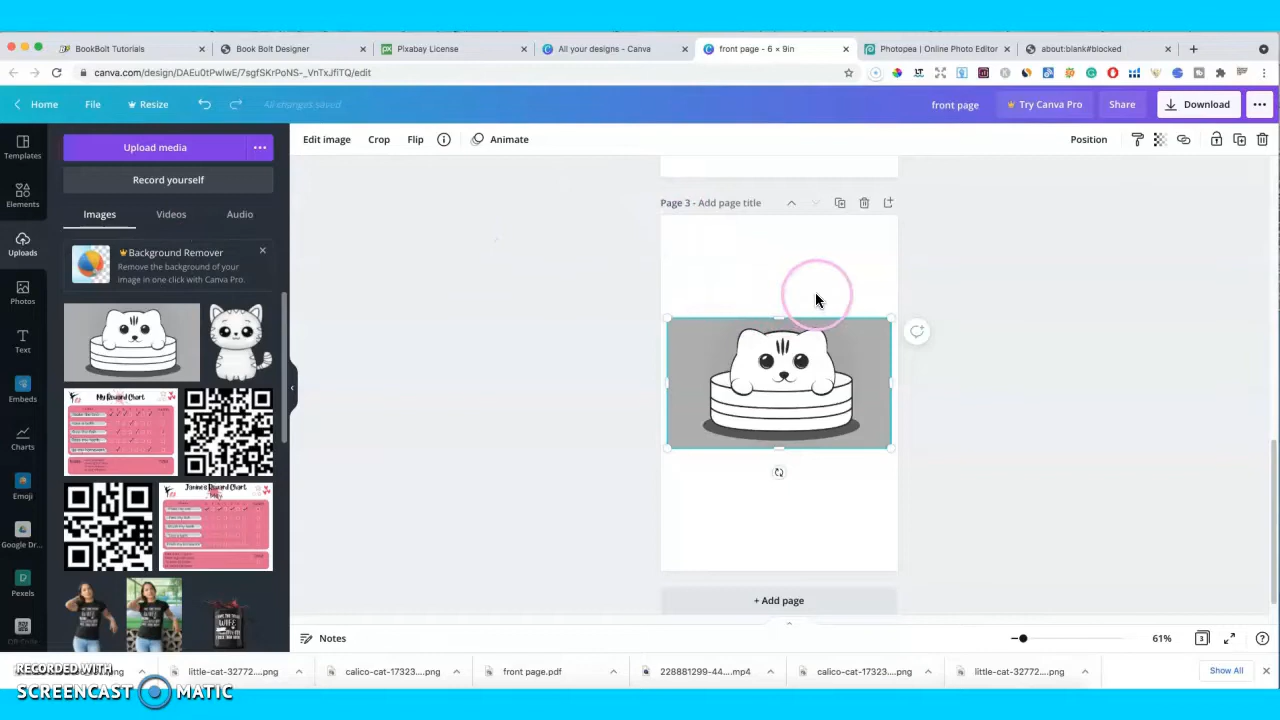 BookBolt Tutorials
Book Bolt Designer
Pixabay License
All your designs - Canva
front page - 6 × 9in
Photopea | Online Photo Editor
about:blank#blocked
canva.com/design/DAEu0tPwlwE/7sgfSKrPoNS-_VnTxJfiTQ/edit
Home
File
Resize
All changes saved
front page
Try Canva Pro
Share
Download
Templates
Upload media
Edit image
Crop
Flip
Animate
Position
Record yourself
Elements
Images
Videos
Audio
Page 3 - Add page title
Uploads
Background Remover
Remove the background of your
image in one click with Canva Pro.
Photos
Text
Embeds
My Reward Chart
Charts
Janine's Reward Chart
Emoji
Google Dr...
Pexels
+ Add page
Notes
61%
3
RECORDED WITH
SCREENCAST MATIC
little-cat-32772....png
calico-cat-17323....png
front page.pdf
228881299-44....mp4
calico-cat-17323....png
little-cat-32772....png
Show All